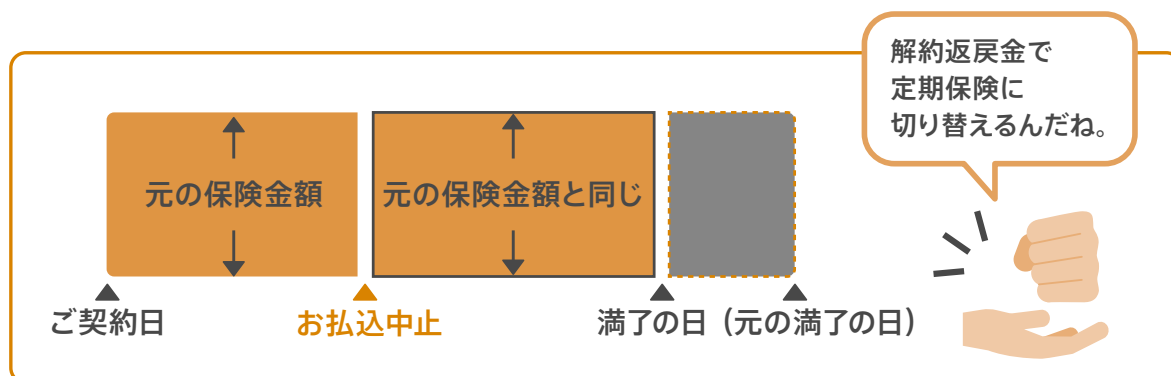 解約返戻金で
定期保険に
切り替えるんだね。
元の保険金額
元の保険金額と同じ
ご契約日
お払込中止
満了の日（元の満了の日）